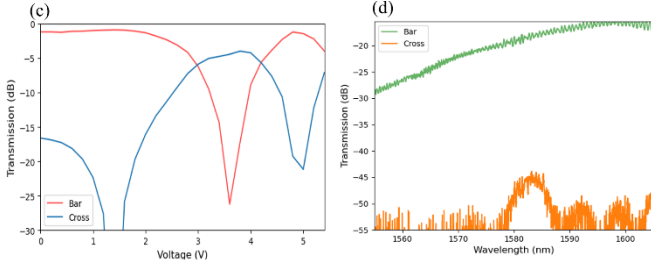 (c)
0
−5
−10
−15
−20
−25
−30
Transmission (dB)
Bar
Cross
0
1
2
3
4
5
Voltage (V)
(d)
−20
−25
−30
−35
−40
−45
−50
−55
Transmission (dB)
Bar
Cross
1560
1570
1580
1590
1600
Wavelength (nm)